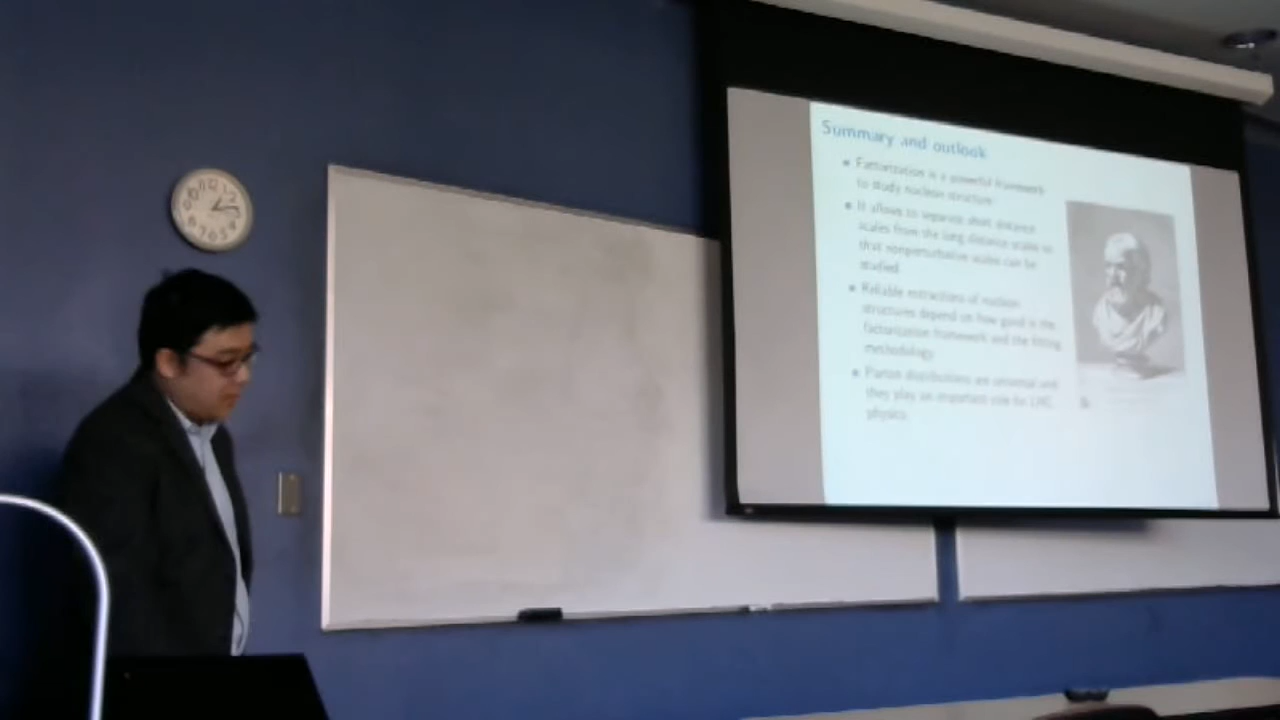 Summary and outlook
Factorization is a powerful framework
to study nucleon structure
It allows to separate short distance
scales from the long distance scales so
that nonperturbative scales can be
studied
Reliable extractions of nucleon
structures depend on how good is the
factorization framework and the fitting
methodology
Parton distributions are universal and
they play an important role for LHC
physics